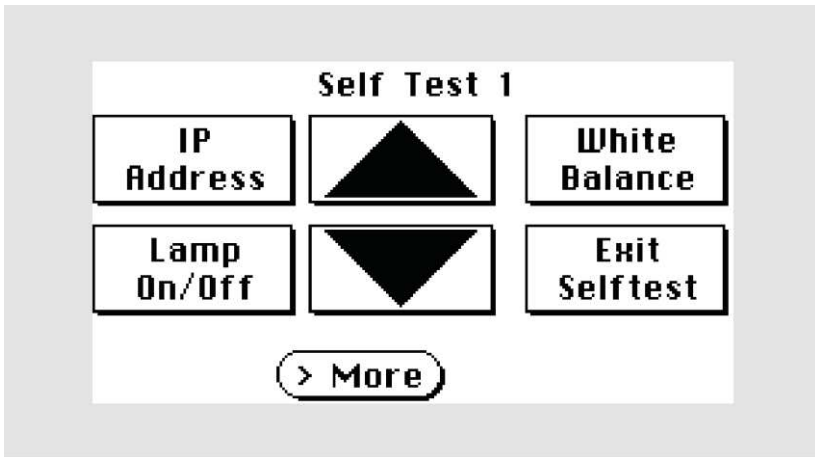 Self Test 1
IP
Address
White
Balance
Lamp
On/Off
Exit
Selftest
> More